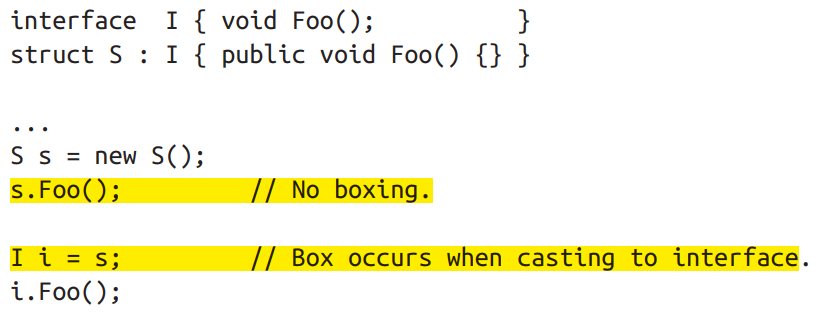 interface  I { void Foo();          }
struct S : I { public void Foo() {} }
...
S s = new S();
s.Foo();         // No boxing.
I i = s;         // Box occurs when casting to interface.
i.Foo();